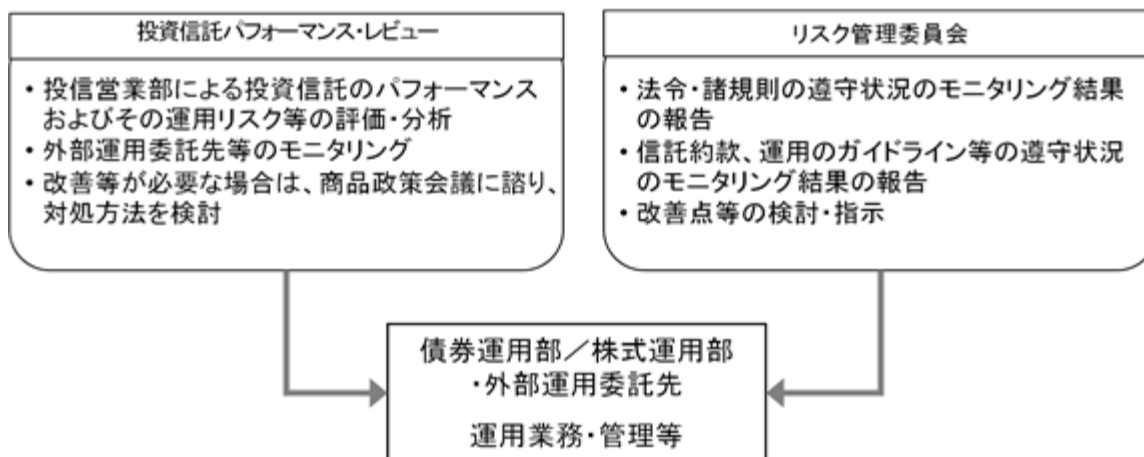 投資信託パフォーマンス・レビュー
・投信営業部による投資信託のパフォーマンス
およびその運用リスク等の評価・分析
・外部運用委託先等のモニタリング
・改善等が必要な場合は、商品政策会議に諮り、
対処方法を検討
リスク管理委員会
・法令・諸規則の遵守状況のモニタリング結果
の報告
・信託約款、運用のガイドライン等の遵守状況
のモニタリング結果の報告
・改善点等の検討・指示
債券運用部／株式運用部
・外部運用委託先
運用業務・管理等